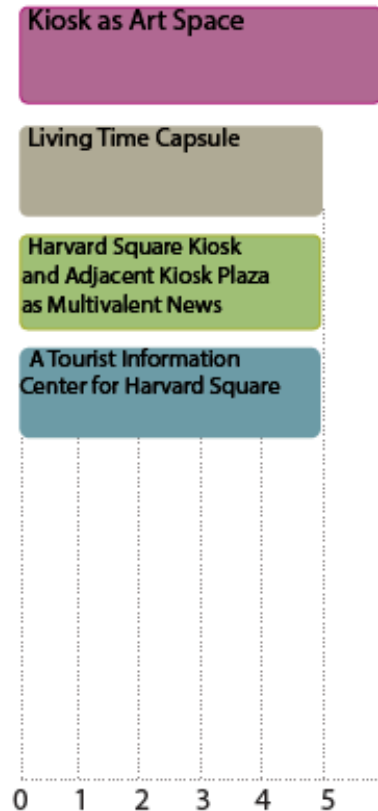 Kiosk as Art Space
Living Time Capsule
Harvard Square Kiosk
and Adjacent Kiosk Plaza
as Multivalent News
A Tourist Information
Center for Harvard Square
0 1 2 3 4 5